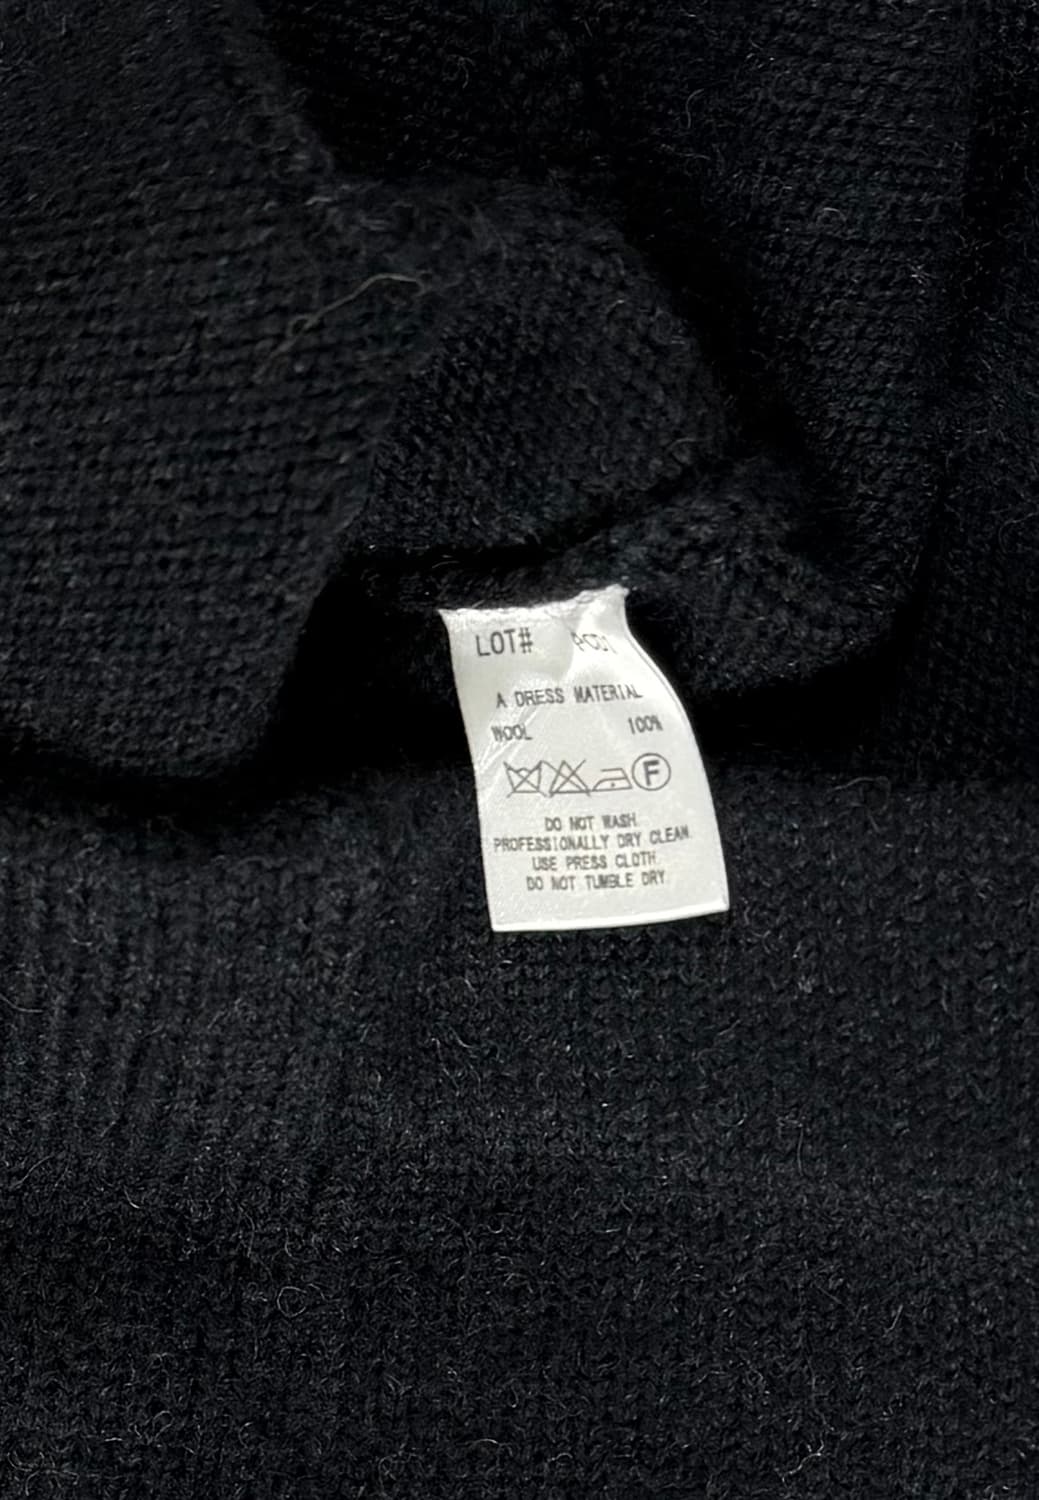 LOT#
A DRESS MATERIAL
WOOL 100%
F
DO NOT WASH.
PROFESSIONALLY DRY CLEAN.
USE PRESS CLOTH.
DO NOT TUMBLE DRY